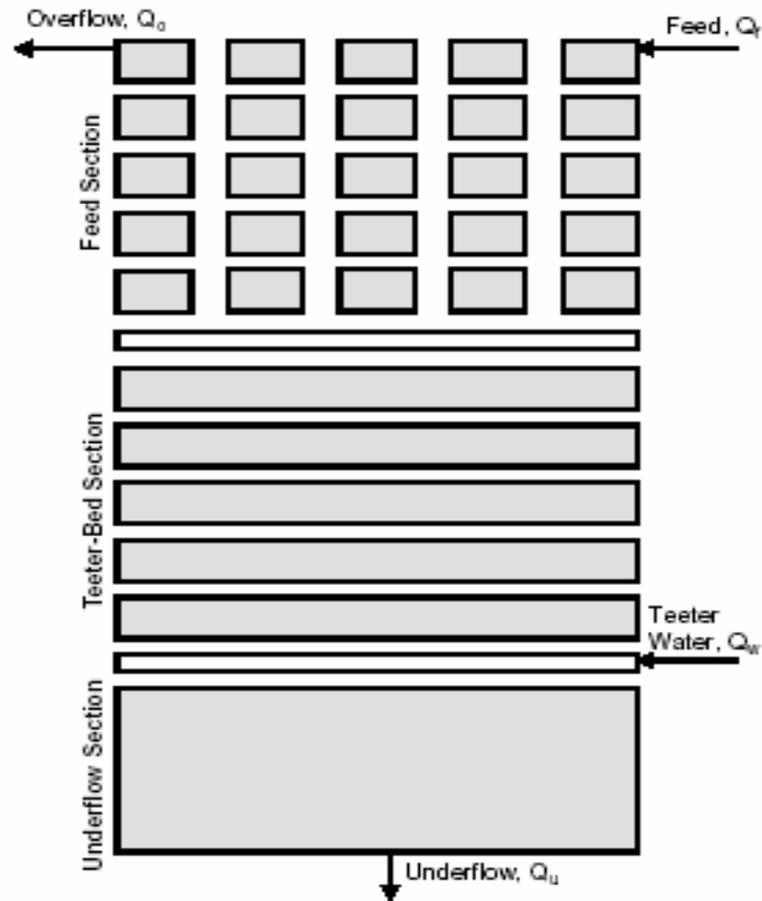 Overflow, Qo
Feed, Qf
Feed Section
Teeter-Bed Section
Teeter
Water, Qw
Underflow Section
Underflow, Qu